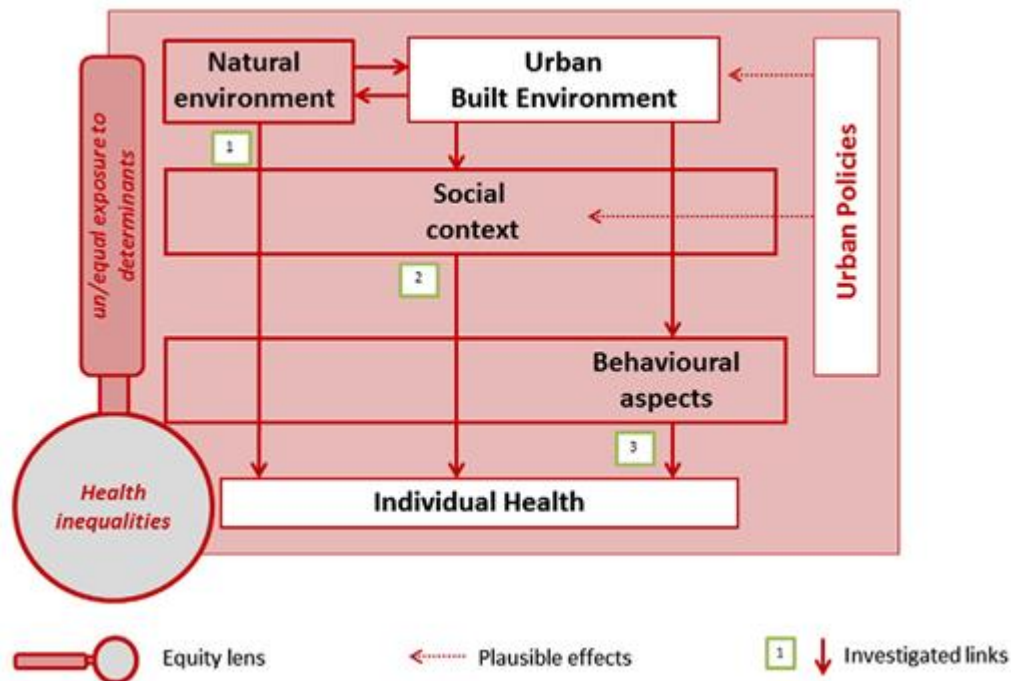 Natural
environment
Urban
Built Environment
un/equal exposure to
determinants
1
Social
context
Urban Policies
2
Behavioural
aspects
3
Health
inequalities
Individual Health
Equity lens
Plausible effects
1
Investigated links